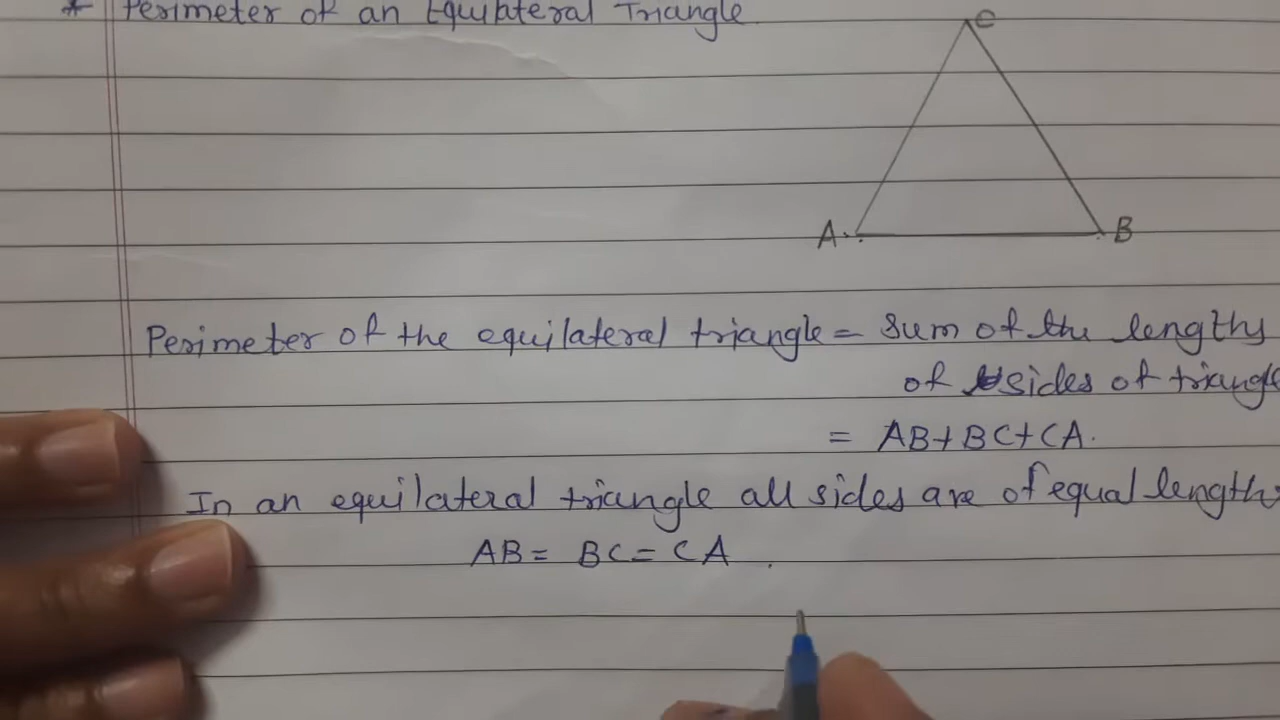 * Perimeter of an Equilateral Triangle
C
A
B
Perimeter of the equilateral triangle = Sum of the lengths
of sides of triangle
= AB+BC+CA.
In an equilateral triangle all sides are of equal length.
AB = BC = CA .